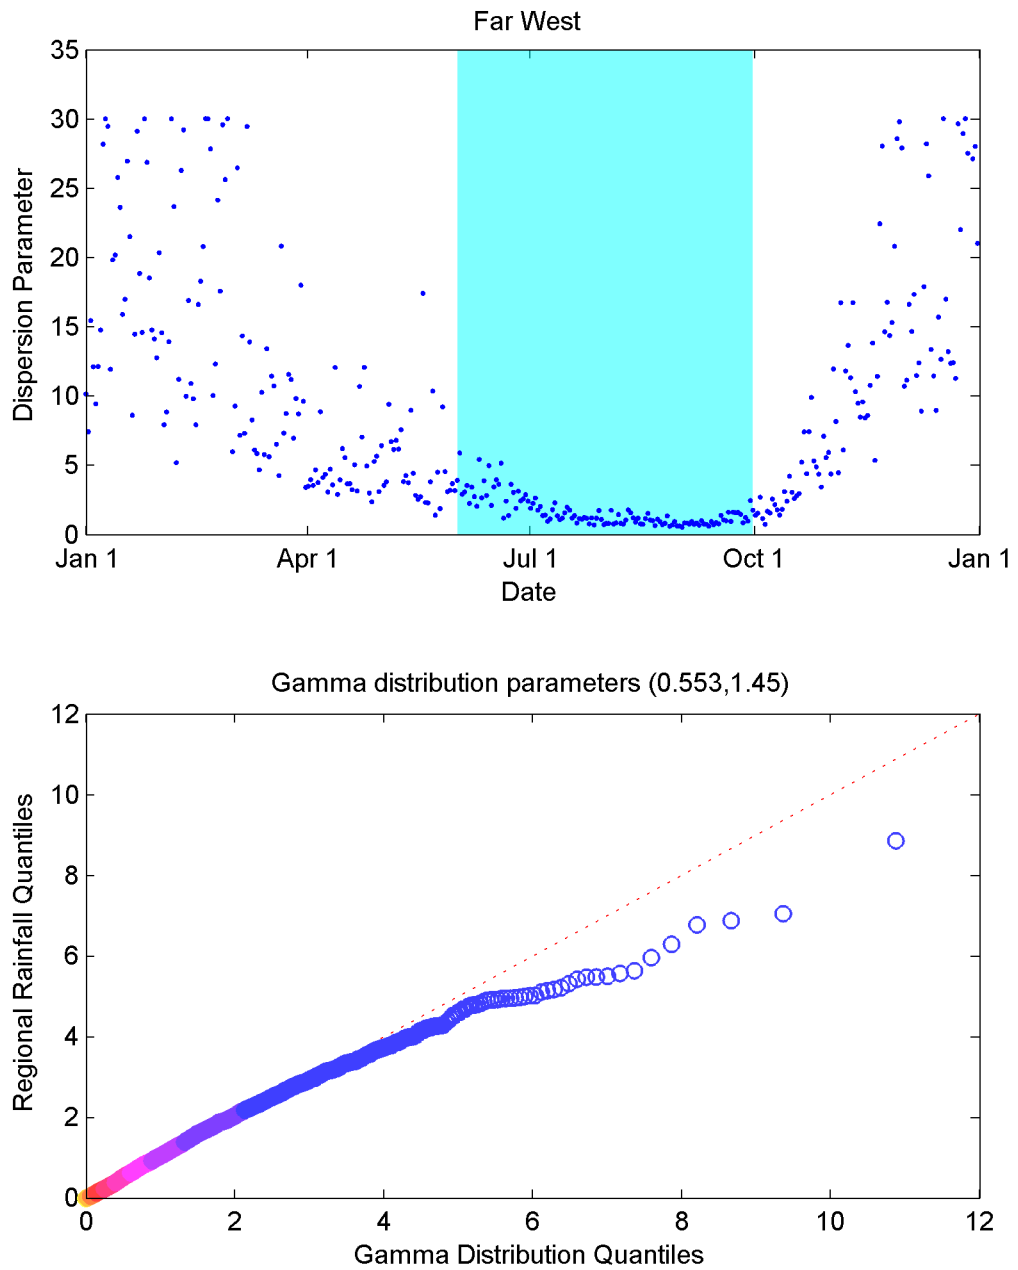 Far West
35
30
25
20
15
10
5
0
Dispersion Parameter
Jan 1 Apr 1 Jul 1 Oct 1 Jan 1
Date
Gamma distribution parameters (0.553,1.45)
12
10
8
6
4
2
0
Regional Rainfall Quantiles
0 2 4 6 8 10 12
Gamma Distribution Quantiles